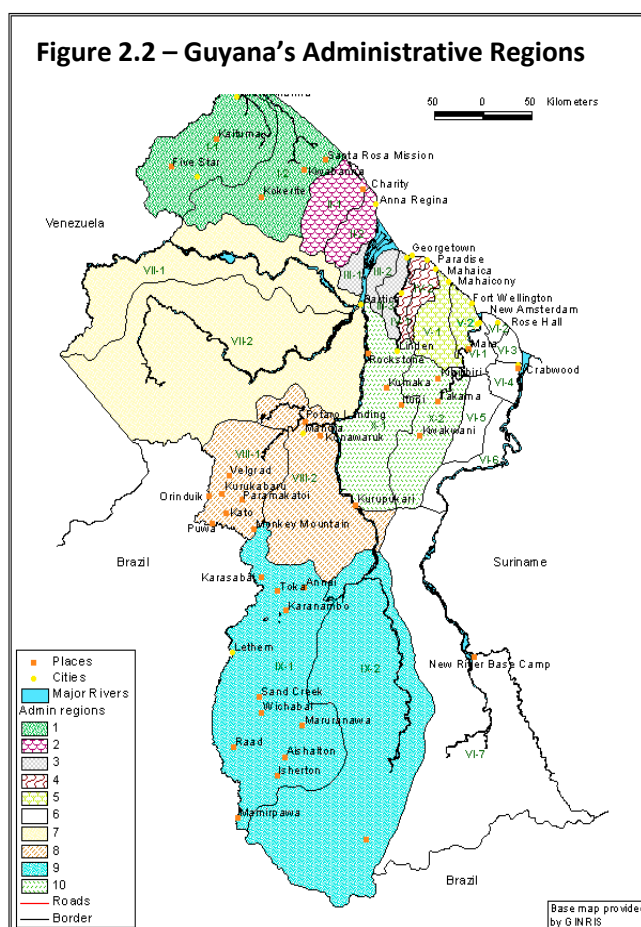 Figure 2.2 – Guyana's Administrative Regions
50 0 50 Kilometers
I-1
Kaituma
Five Star
I-2
Santa Rosa Mission
Kwabanna
Kokerite
Charity
II-1
Anna Regina
II-2
Venezuela
Georgetown
Paradise
Mahaica
Mahaicony
VII-1
III-1
III-2
Bartica
Fort Wellington
New Amsterdam
Rose Hall
V-1
V-2
VI-1
VI-3
Mara
VII-2
Linden
Rockstone
VI-4
Crabwood
Kumaka
Ituni
Takama
VI-5
X-1
X-2
Kwakwani
Potaro Landing
Mahdia
Konawaruk
VI-6
VIII-1
VIII-2
Velgrad
Kurukabaru
Orinduik
Paramakatoi
Kurupukari
Kato
Puwa
Monkey Mountain
Brazil
Suriname
Karasabai
Toka
Annai
Karanambo
Lethem
IX-1
IX-2
New River Base Camp
Sand Creek
Wichabai
Maruranawa
Raad
Aishalton
Isherton
VI-7
Mamirpawa
Brazil
Places
Cities
Major Rivers
Admin regions
1
2
3
4
5
6
7
8
9
10
Roads
Border
Base map provided
by GINRIS